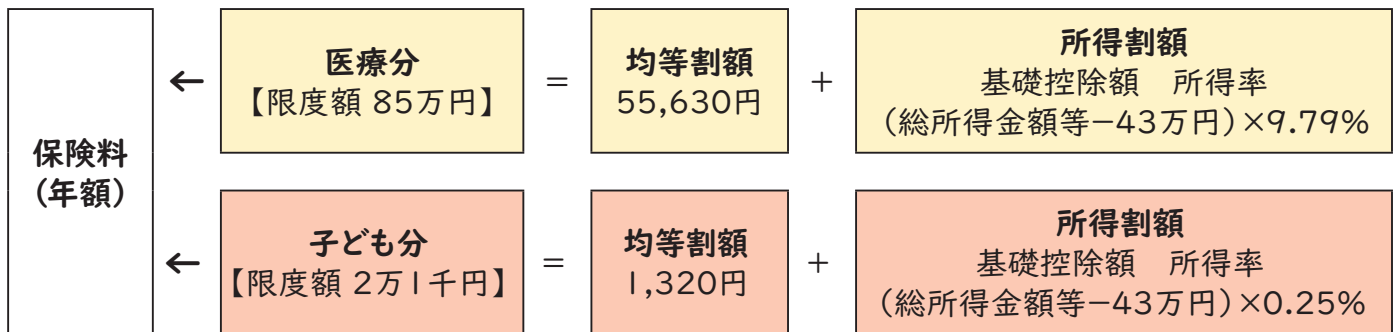 保険料
(年額)
←
医療分
【限度額 85万円】
=
均等割額
55,630円
+
所得割額
基礎控除額　所得率
(総所得金額等−43万円)×9.79%
←
子ども分
【限度額 2万1千円】
=
均等割額
1,320円
+
所得割額
基礎控除額　所得率
(総所得金額等−43万円)×0.25%